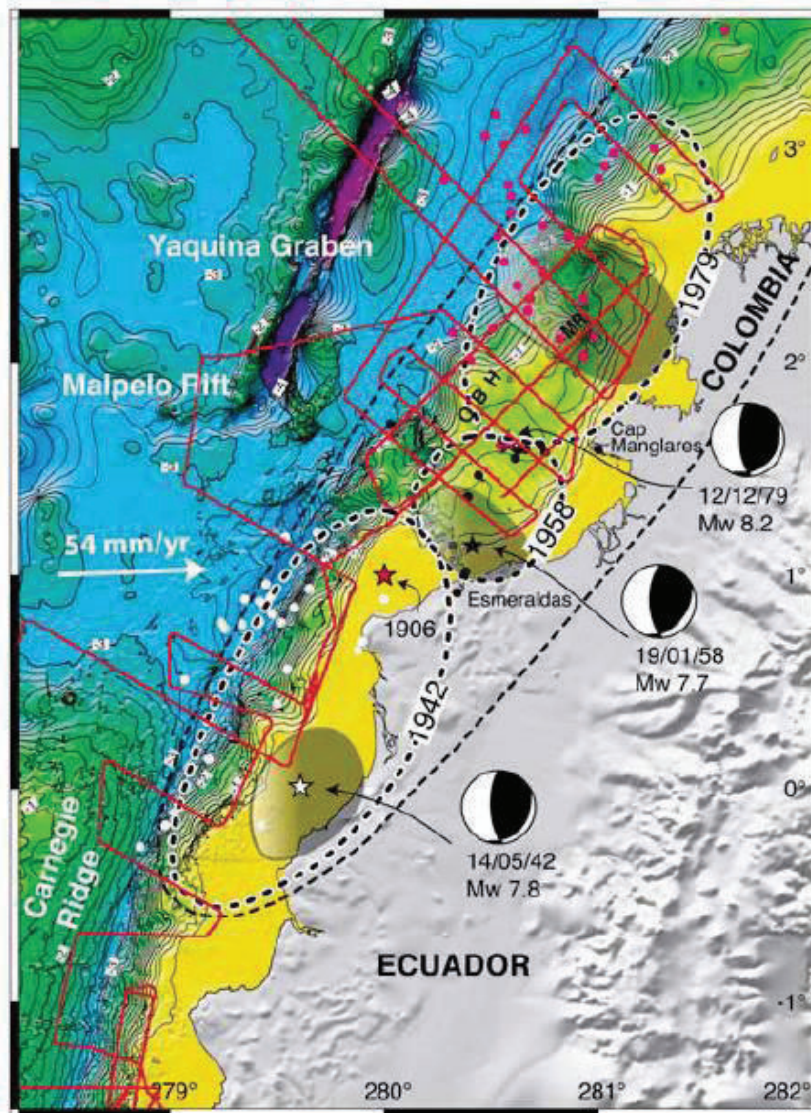 3°
Yaquina Graben
1979
COLOMBIA
MR
2°
Malpelo Rift
O B H
Cap
Manglares
12/12/79
Mw 8.2
1958
54 mm/yr
1°
Esmeraldas
1906
19/01/58
Mw 7.7
1942
0°
Carnegie
Ridge
14/05/42
Mw 7.8
ECUADOR
-1°
279°
280°
281°
282°